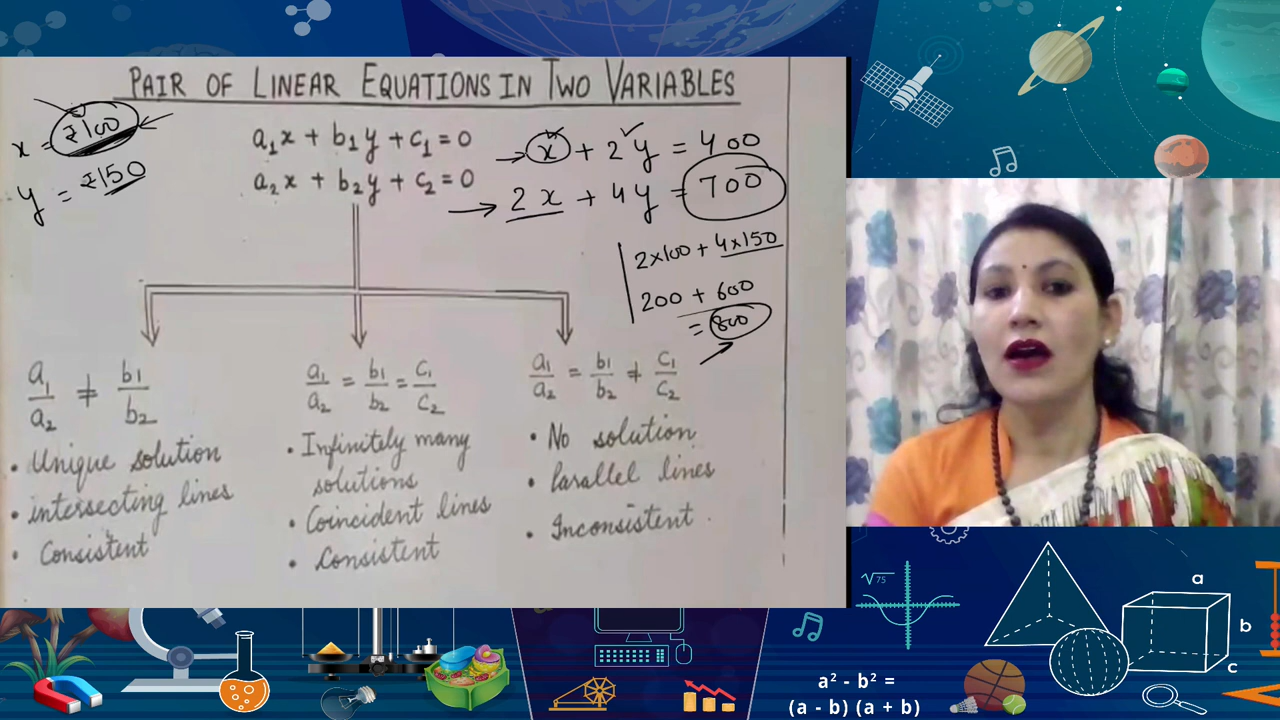 PAIR OF LINEAR EQUATIONS IN TWO VARIABLES
x = ₹100
y = ₹150
a₁x + b₁y + c₁ = 0
a₂x + b₂y + c₂ = 0
x + 2y = 400
2x + 4y = 700
2×100 + 4×150
200 + 600
= 800
a₁/a₂ ≠ b₁/b₂
• Unique solution
• intersecting lines
• Consistent
a₁/a₂ = b₁/b₂ = c₁/c₂
• Infinitely many
solutions
• Coincident lines
• Consistent
a₁/a₂ = b₁/b₂ ≠ c₁/c₂
• No solution
• Parallel lines
• Inconsistent.
√75
a
b
c
a² - b² =
(a - b) (a + b)